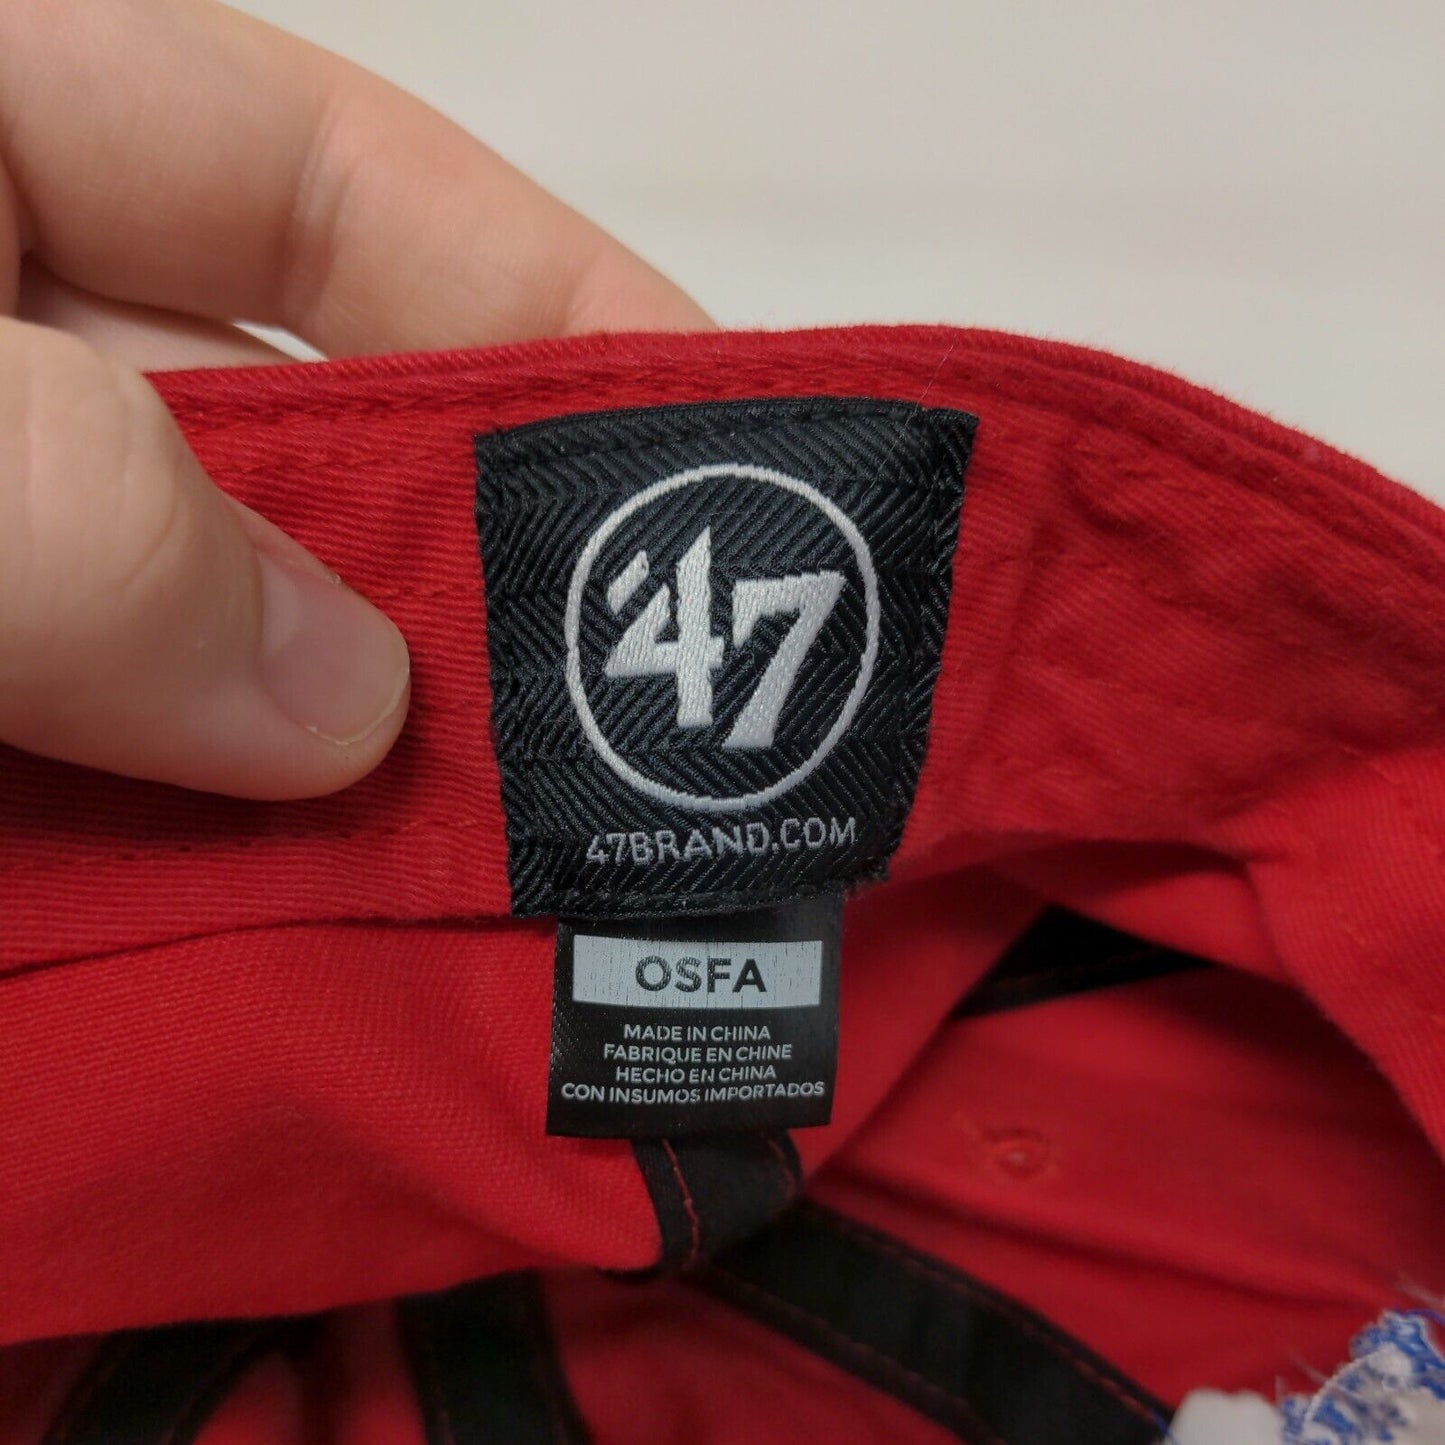 '47
47BRAND.COM
OSFA
MADE IN CHINA
FABRIQUE EN CHINE
HECHO EN CHINA
CON INSUMOS IMPORTADOS